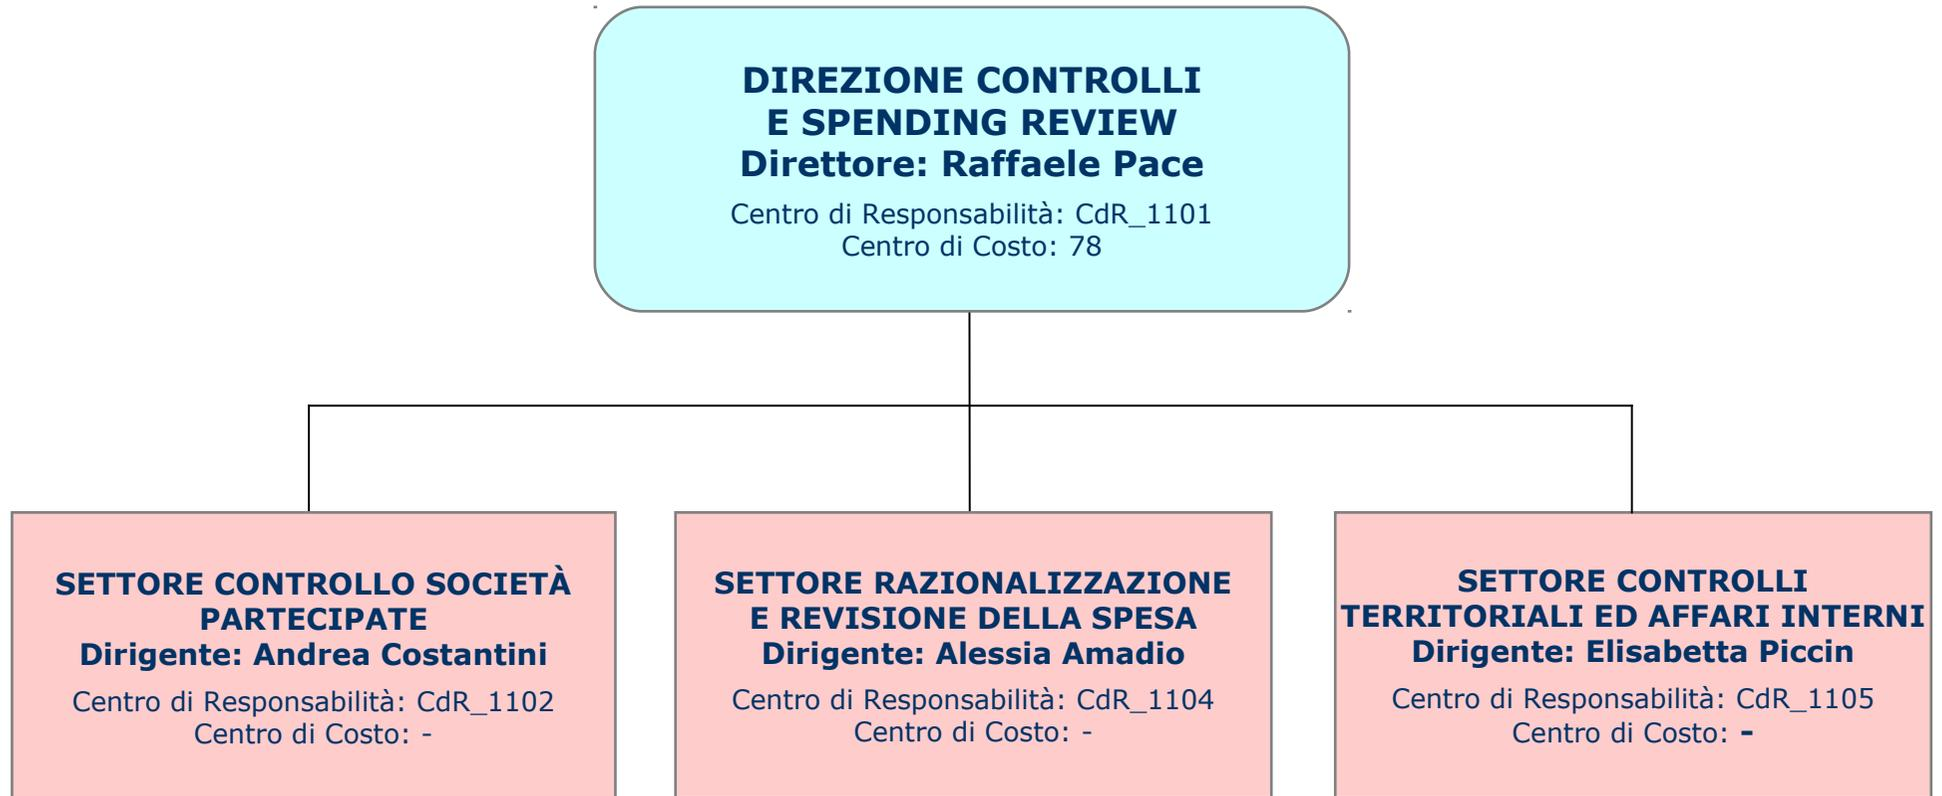 DIREZIONE CONTROLLI
E SPENDING REVIEW
Direttore: Raffaele Pace
Centro di Responsabilità: CdR_1101
Centro di Costo: 78
SETTORE CONTROLLO SOCIETÀ
PARTECIPATE
Dirigente: Andrea Costantini
Centro di Responsabilità: CdR_1102
Centro di Costo: -
SETTORE RAZIONALIZZAZIONE
E REVISIONE DELLA SPESA
Dirigente: Alessia Amadio
Centro di Responsabilità: CdR_1104
Centro di Costo: -
SETTORE CONTROLLI
TERRITORIALI ED AFFARI INTERNI
Dirigente: Elisabetta Piccin
Centro di Responsabilità: CdR_1105
Centro di Costo: -